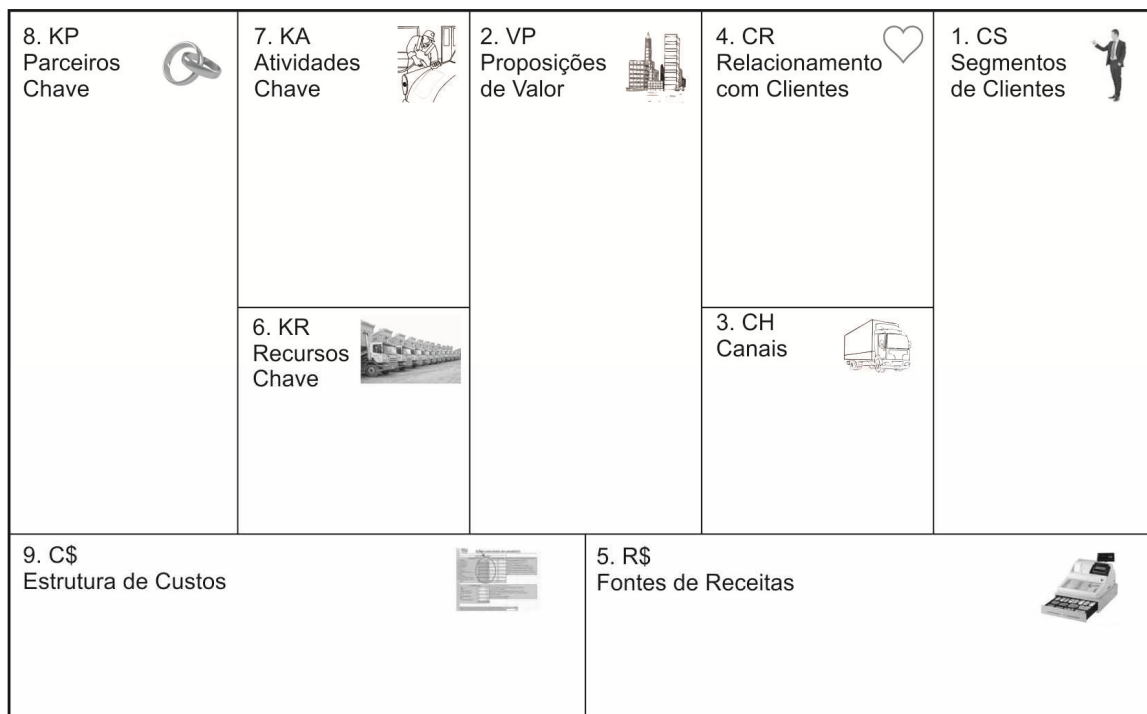 8. KP
Parceiros
Chave
7. KA
Atividades
Chave
2. VP
Proposições
de Valor
4. CR
Relacionamento
com Clientes
1. CS
Segmentos
de Clientes
6. KR
Recursos
Chave
3. CH
Canais
9. C$
Estrutura de Custos
5. R$
Fontes de Receitas